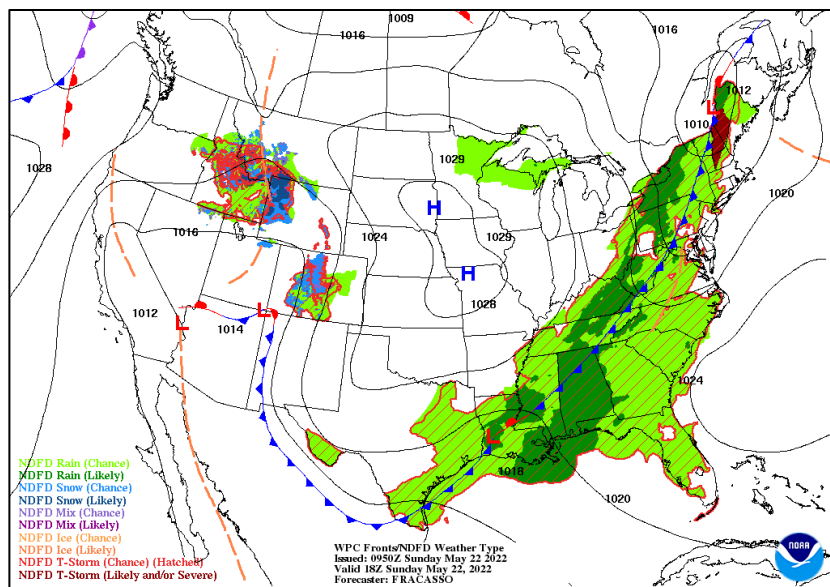 1009
1016
1016
1012
1010
1028
1029
1020
1016
1024
H
1029
H
1028
1012
L
L
1014
L
L
1024
1018
1020
NDFD Rain (Chance)
NDFD Rain (Likely)
NDFD Snow (Chance)
NDFD Snow (Likely)
NDFD Mix (Chance)
NDFD Mix (Likely)
NDFD Ice (Chance)
NDFD Ice (Likely)
NDFD T-Storm (Chance) (Hatched)
NDFD T-Storm (Likely and/or Severe)
WPC Fronts/NDFD Weather Type
Issued: 0950Z Sunday May 22 2022
Valid 18Z Sunday May 22, 2022
Forecaster: FRACASSO
NOAA